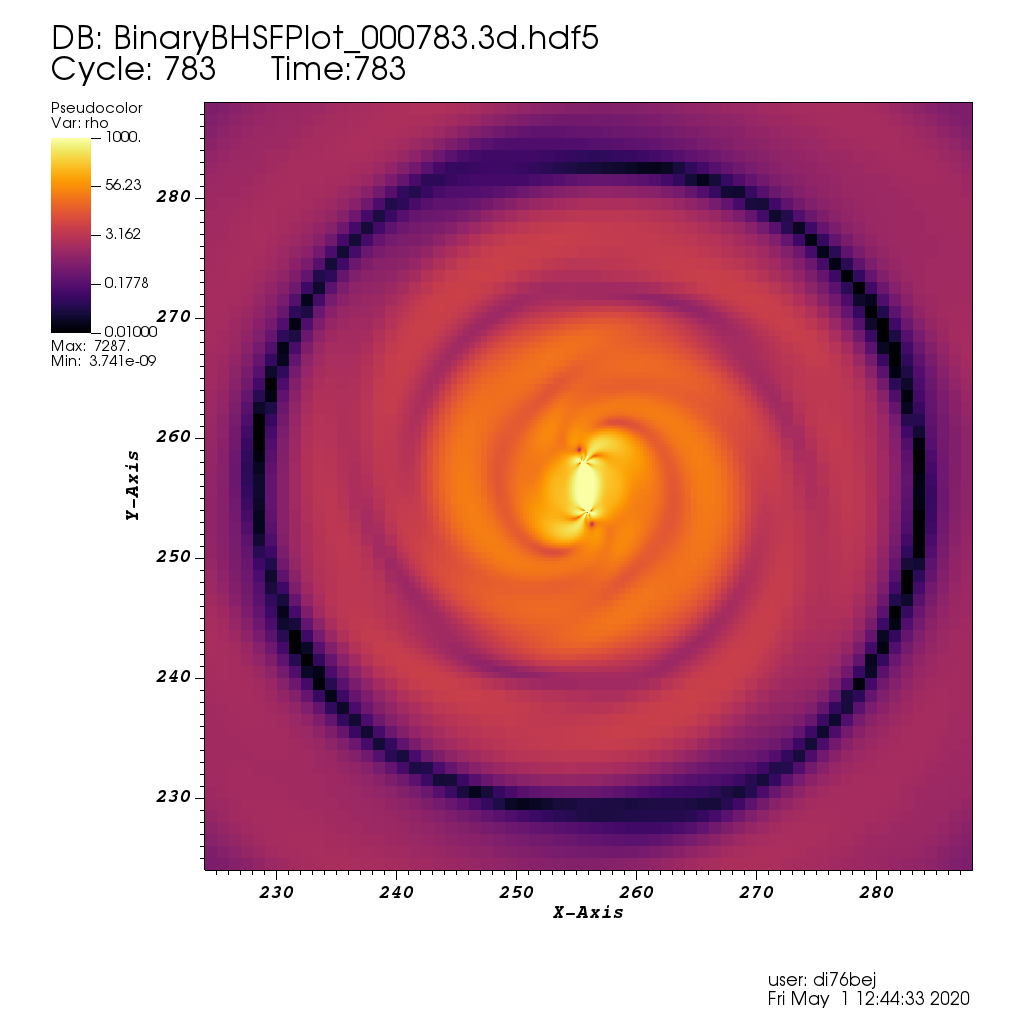 DB: BinaryBHSFPlot_000783.3d.hdf5
Cycle: 783 Time:783
Pseudocolor
Var: rho
1000.
56.23
3.162
0.1778
0.01000
Max: 7287.
Min: 3.741e-09
280
270
260
250
240
230
Y-Axis
230 240 250 260 270 280
X-Axis
user: di76bej
Fri May 1 12:44:33 2020